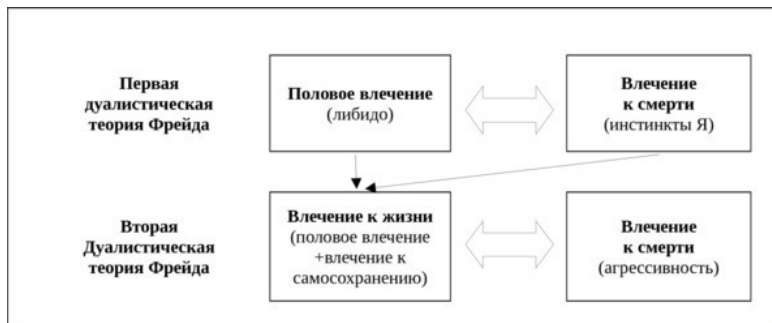 Первая
дуалистическая
теория Фрейда
Половое влечение
(либидо)
Влечение
к смерти
(инстинкты Я)
Вторая
Дуалистическая
теория Фрейда
Влечение к жизни
(половое влечение
+влечение к
самосохранению)
Влечение
к смерти
(агрессивность)